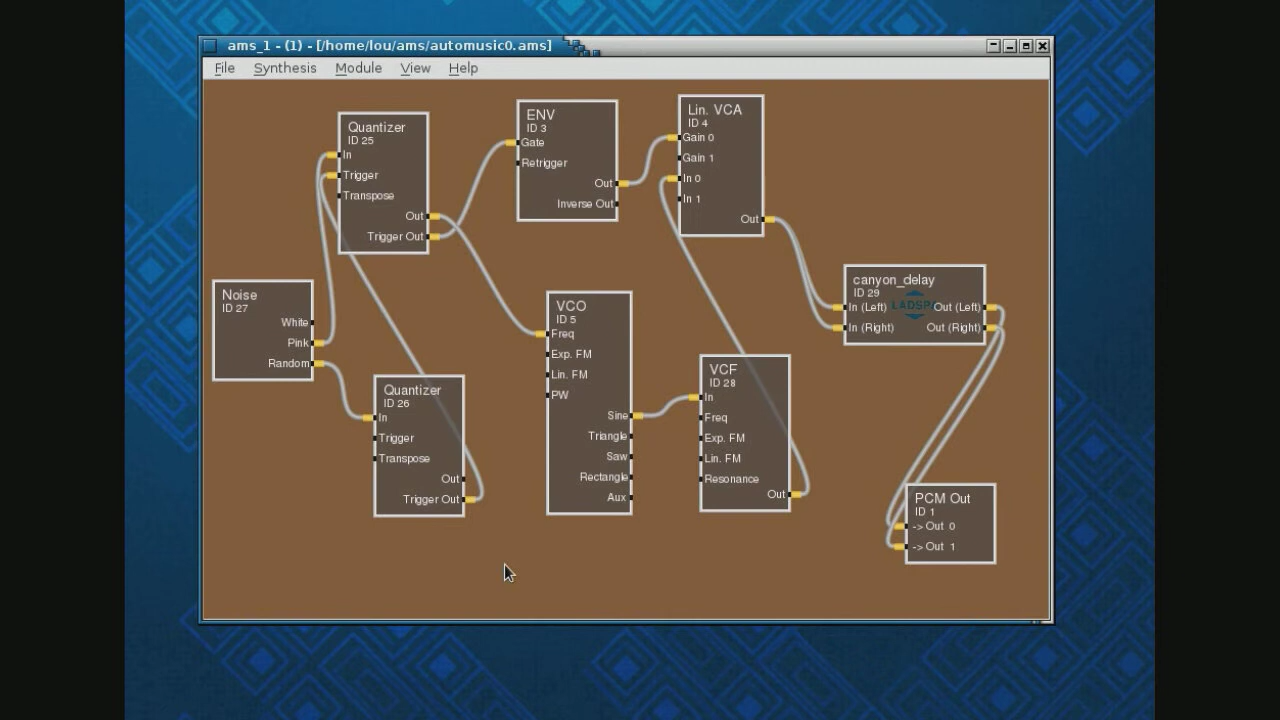 ams_1 - (1) - [/home/lou/ams/automusic0.ams]
File Synthesis Module View Help
Quantizer
ID 25
In
Trigger
Transpose
Out
Trigger Out
ENV
ID 3
Gate
Retrigger
Out
Inverse Out
Lin. VCA
ID 4
Gain 0
Gain 1
In 0
In 1
Out
Noise
ID 27
White
Pink
Random
Quantizer
ID 26
In
Trigger
Transpose
Out
Trigger Out
VCO
ID 5
Freq
Exp. FM
Lin. FM
PW
Sine
Triangle
Saw
Rectangle
Aux
VCF
ID 28
In
Freq
Exp. FM
Lin. FM
Resonance
Out
canyon_delay
ID 29
In (Left) LADSPA Out (Left)
In (Right) Out (Right)
PCM Out
ID 1
-> Out 0
-> Out 1